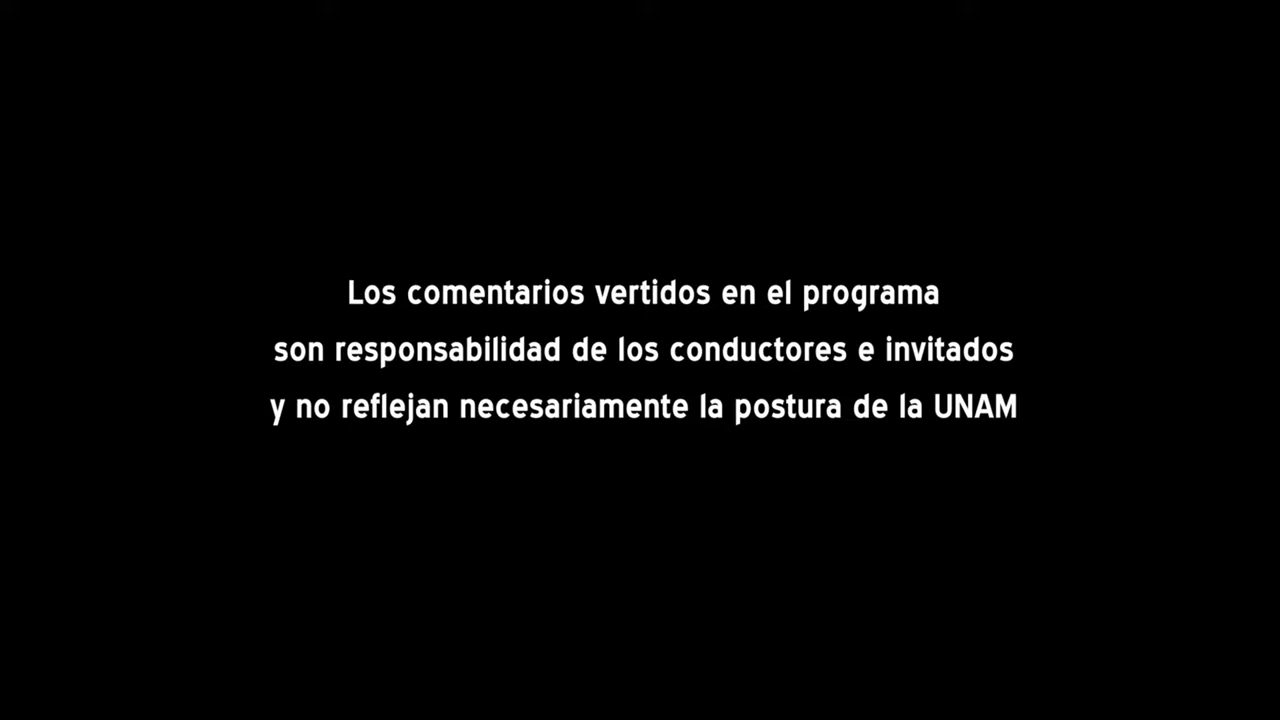 Los comentarios vertidos en el programa
son responsabilidad de los conductores e invitados
y no reflejan necesariamente la postura de la UNAM